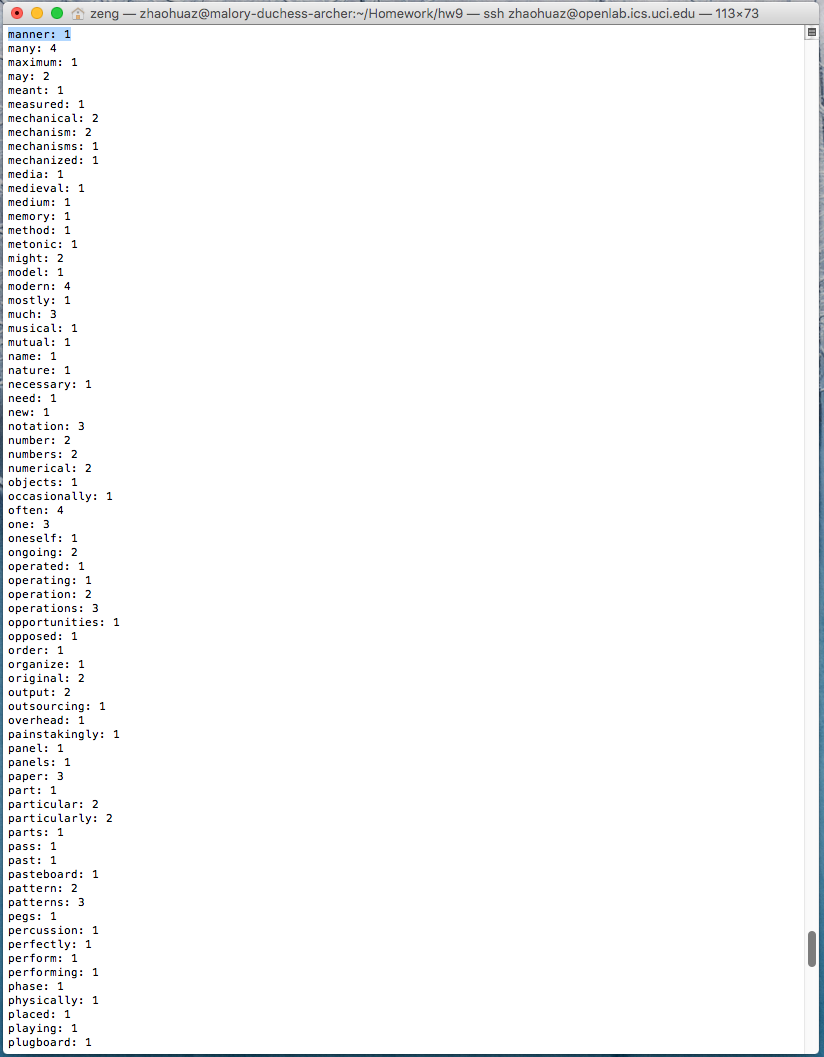 zeng — zhaohuaz@malory-duchess-archer:~/Homework/hw9 — ssh zhaohuaz@openlab.ics.uci.edu — 113×73
manner: 1
many: 4
maximum: 1
may: 2
meant: 1
measured: 1
mechanical: 2
mechanism: 2
mechanisms: 1
mechanized: 1
media: 1
medieval: 1
medium: 1
memory: 1
method: 1
metonic: 1
might: 2
model: 1
modern: 4
mostly: 1
much: 3
musical: 1
mutual: 1
name: 1
nature: 1
necessary: 1
need: 1
new: 1
notation: 3
number: 2
numbers: 2
numerical: 2
objects: 1
occasionally: 1
often: 4
one: 3
oneself: 1
ongoing: 2
operated: 1
operating: 1
operation: 2
operations: 3
opportunities: 1
opposed: 1
order: 1
organize: 1
original: 2
output: 2
outsourcing: 1
overhead: 1
painstakingly: 1
panel: 1
panels: 1
paper: 3
part: 1
particular: 2
particularly: 2
parts: 1
pass: 1
past: 1
pasteboard: 1
pattern: 2
patterns: 3
pegs: 1
percussion: 1
perfectly: 1
perform: 1
performing: 1
phase: 1
physically: 1
placed: 1
playing: 1
plugboard: 1